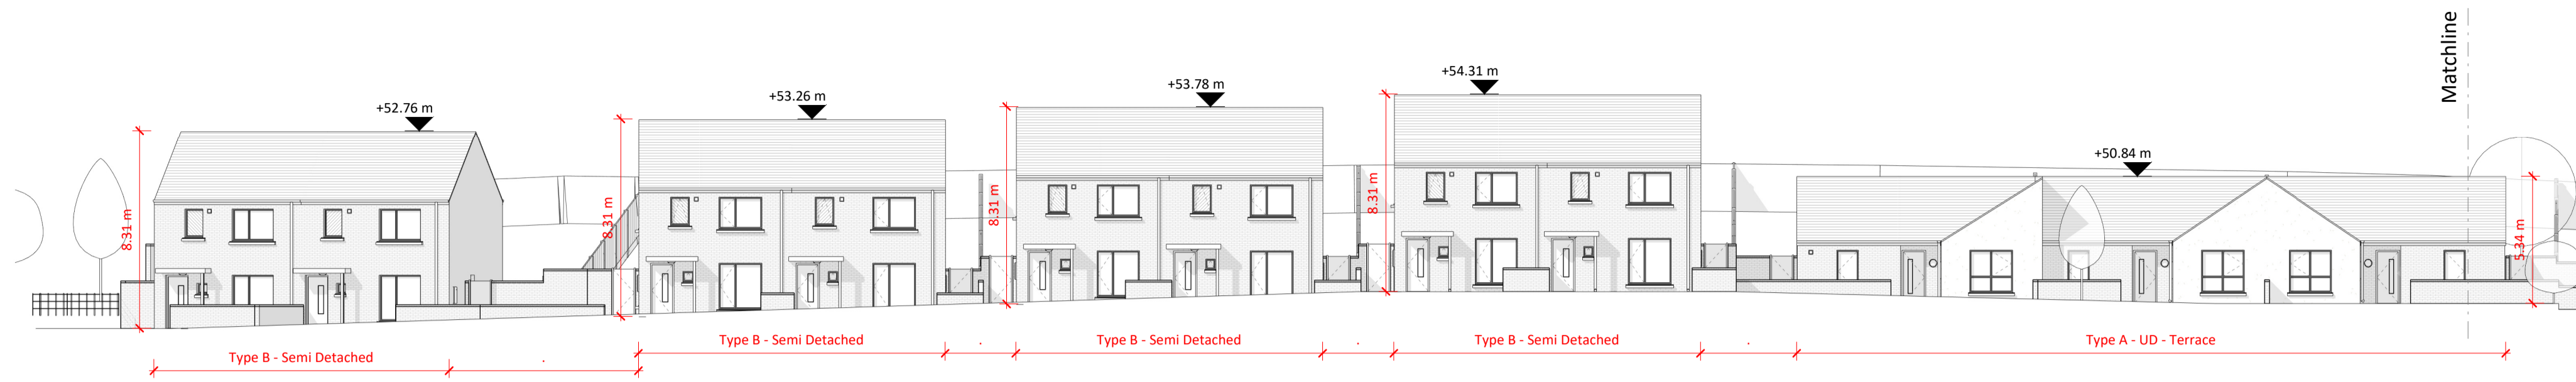 Matchline
+54.31 m
+53.78 m
+53.26 m
+52.76 m
+50.84 m
8.31 m
8.31 m
8.31 m
8.31 m
5.34 m
Type B - Semi Detached
Type B - Semi Detached
Type B - Semi Detached
Type A - UD - Terrace
Type B - Semi Detached